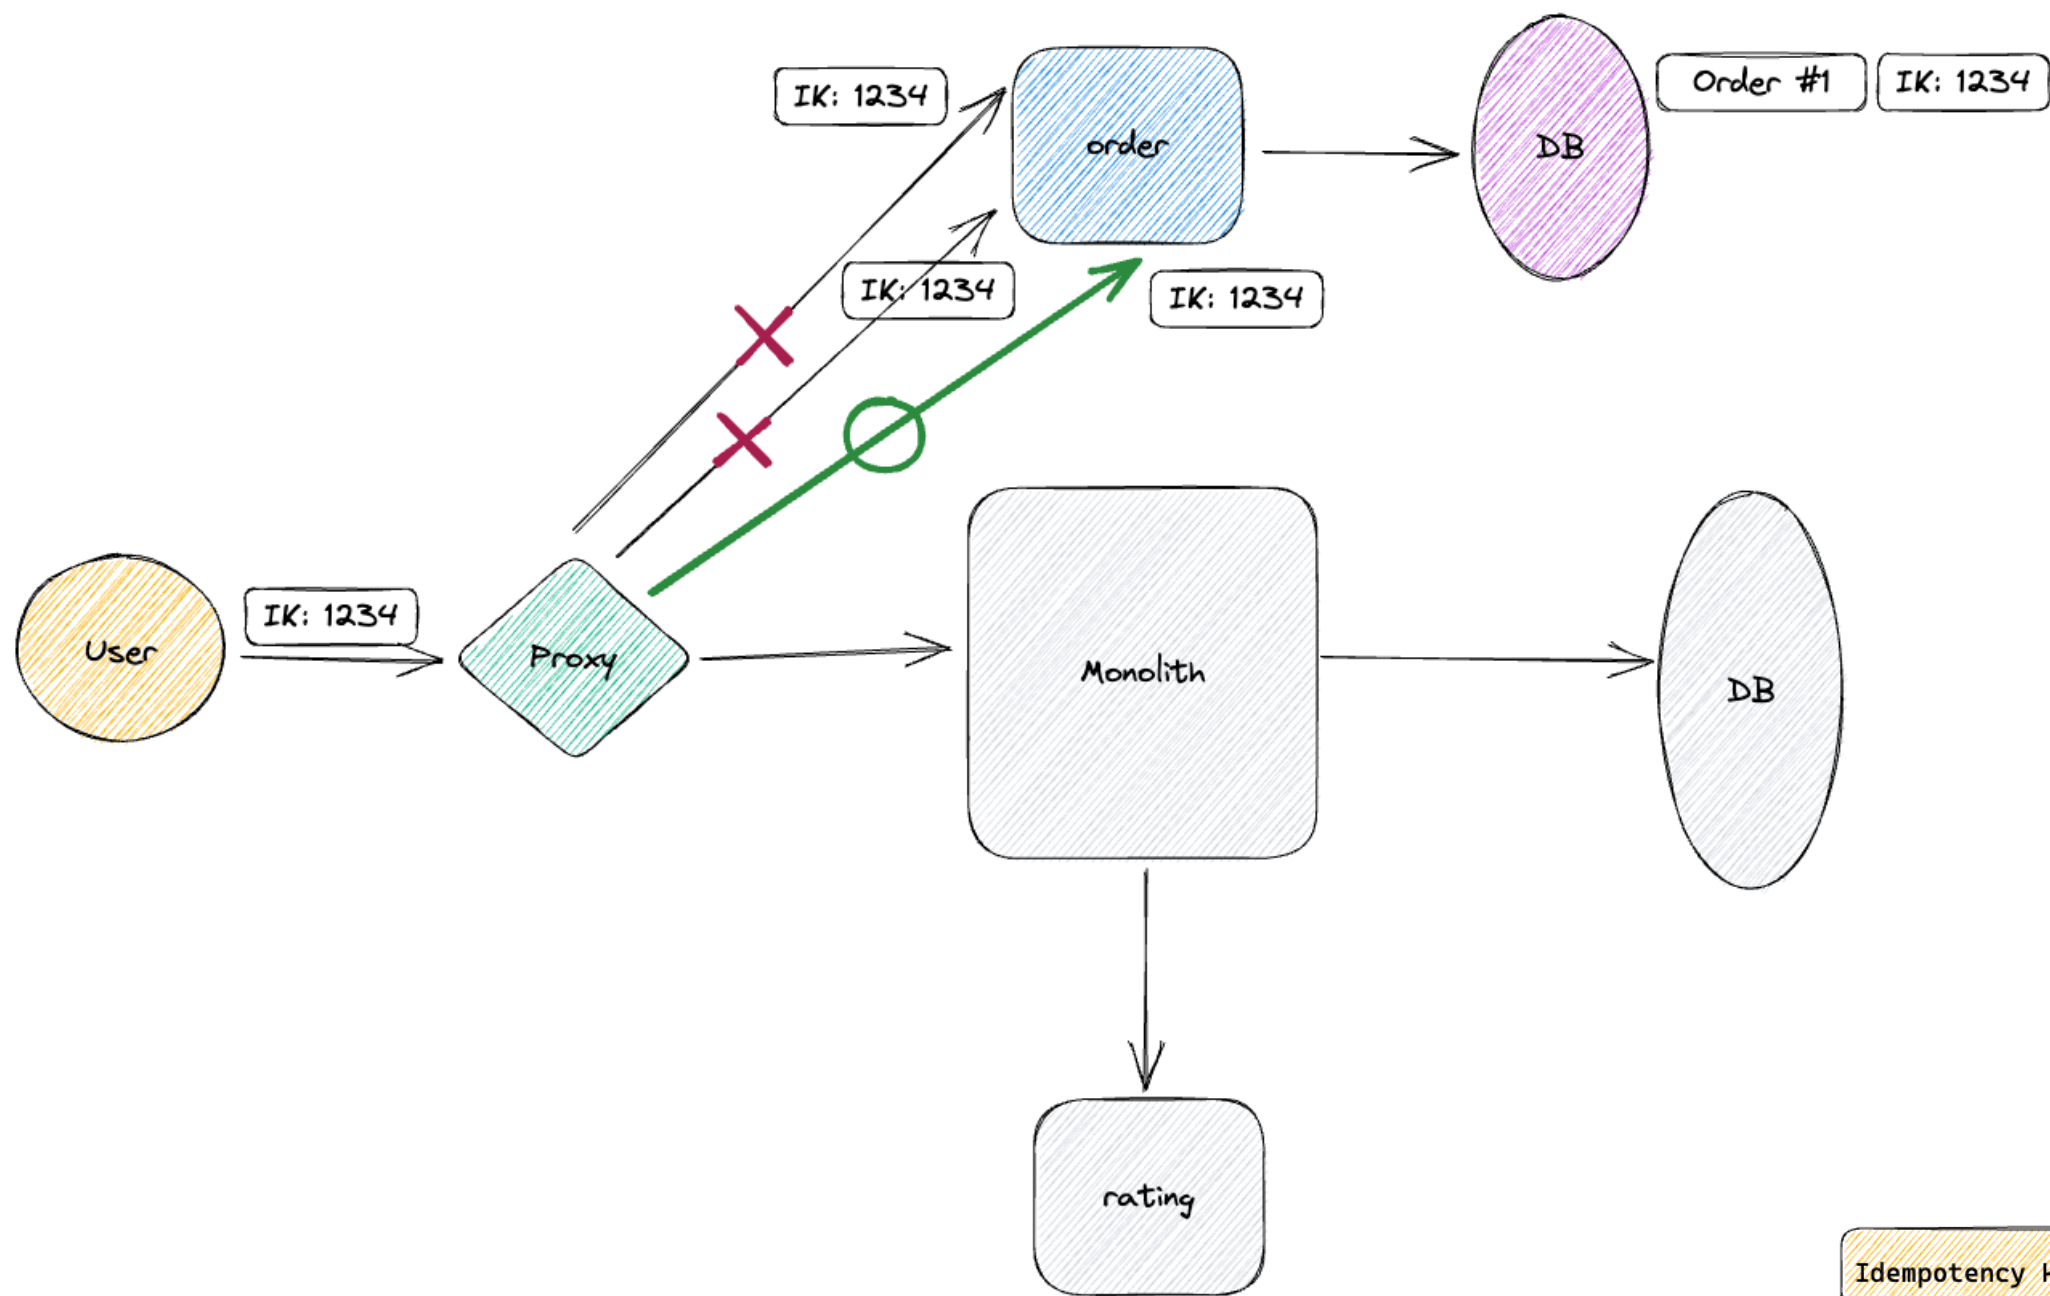 IK: 1234
order
DB
Order #1
IK: 1234
IK: 1234
IK: 1234
User
IK: 1234
Proxy
Monolith
DB
rating
Idempotency